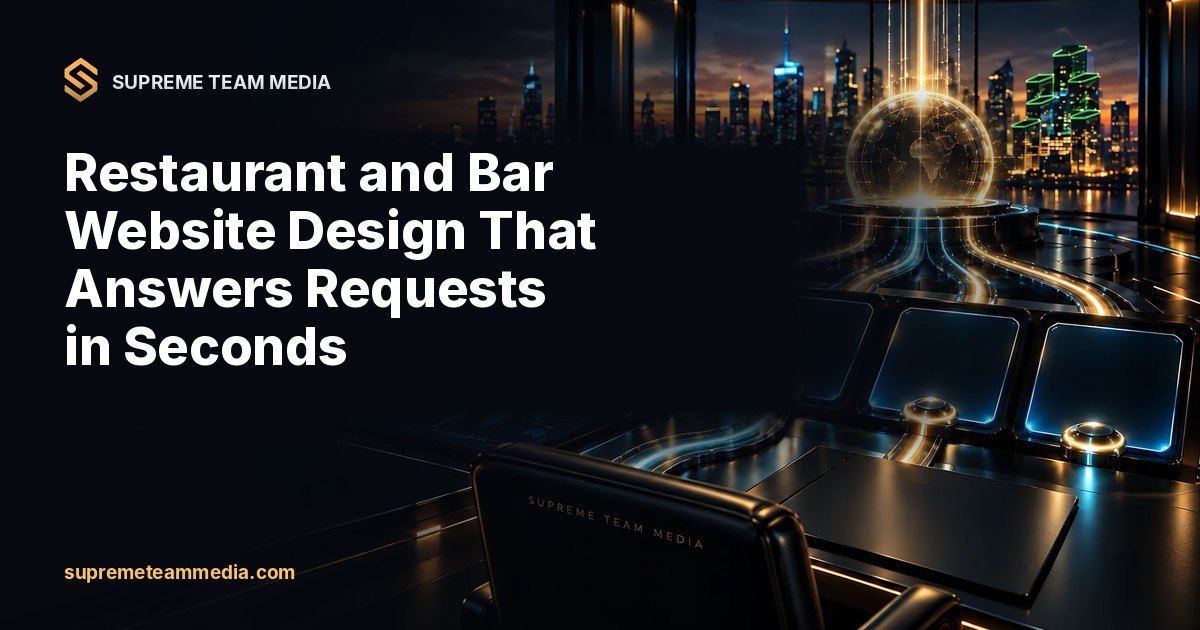 SUPREME TEAM MEDIA
Restaurant and Bar
Website Design That
Answers Requests
in Seconds
SUPREME TEAM MEDIA
supremeteammedia.com